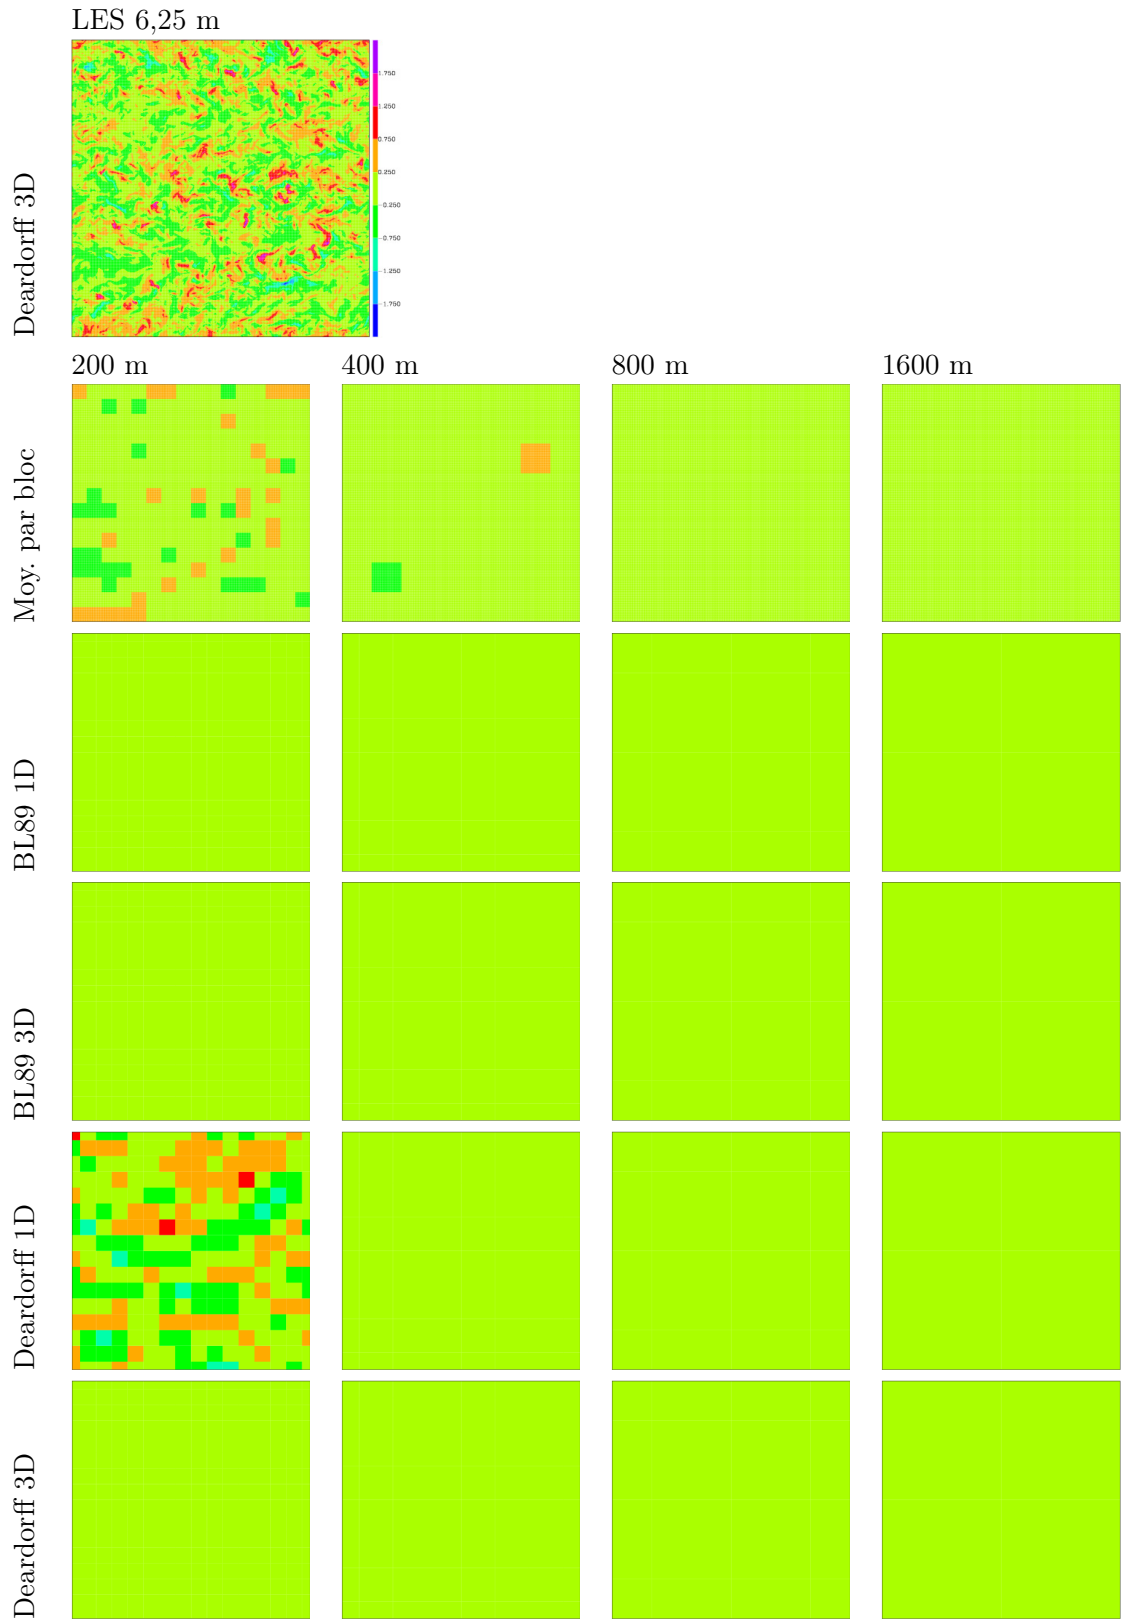 LES 6,25 m
Deardorff 3D
1.750
1.250
0.750
0.250
-0.250
-0.750
-1.250
-1.750
200 m
400 m
800 m
1600 m
Moy. par bloc
BL89 1D
BL89 3D
Deardorff 1D
Deardorff 3D